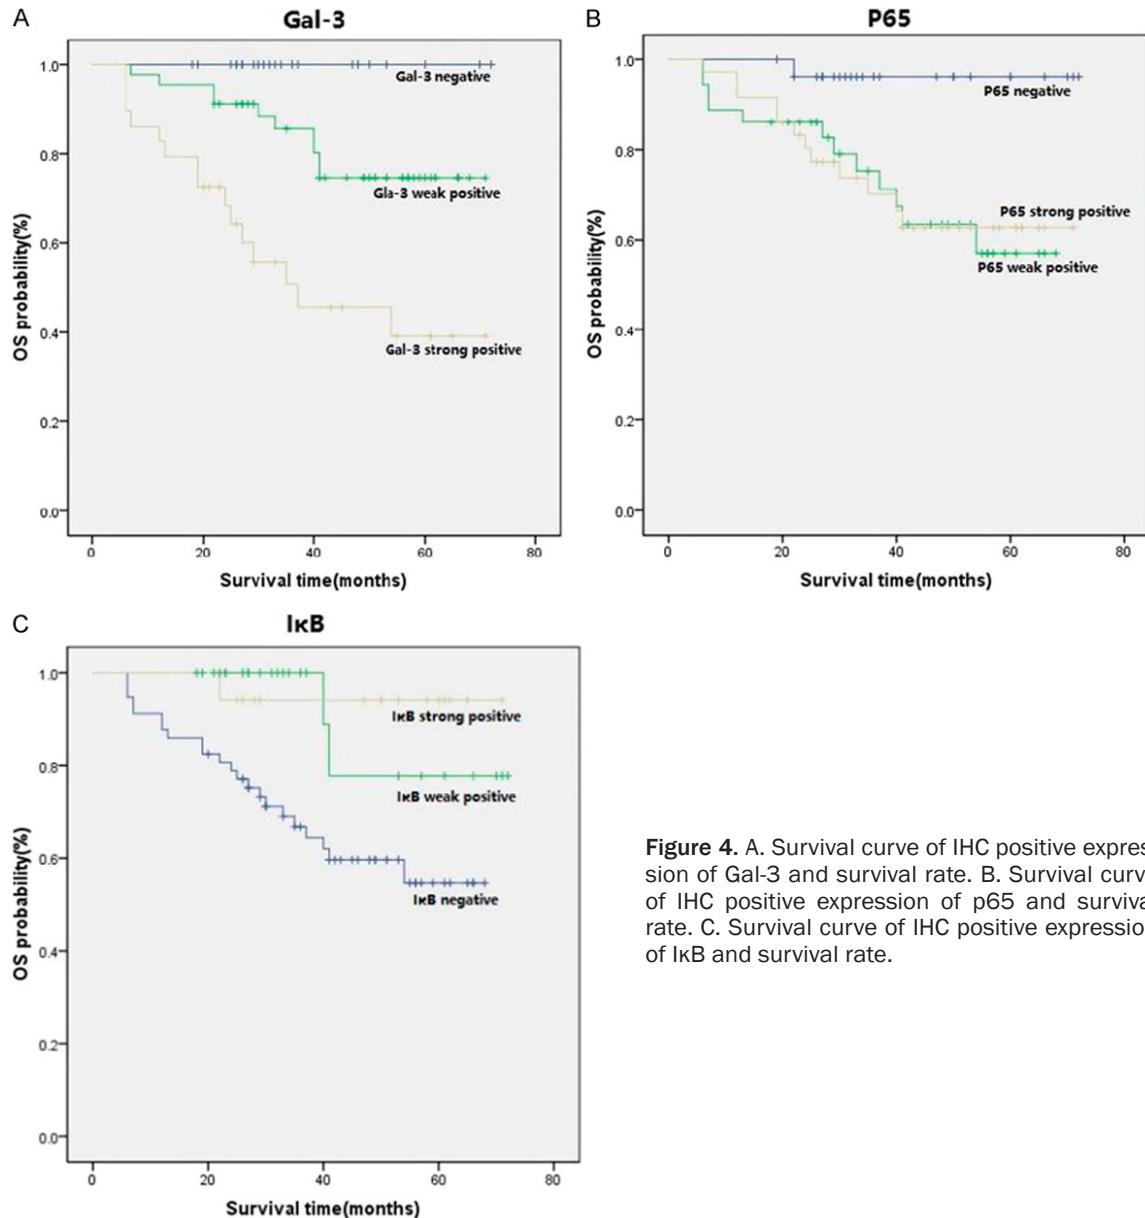 A
Gal-3
OS probability(%)
1.0
0.8
0.6
0.4
0.2
0.0
Gal-3 negative
Gla-3 weak positive
Gal-3 strong positive
0 20 40 60 80
Survival time(months)
B
P65
OS probability(%)
1.0
0.8
0.6
0.4
0.2
0.0
P65 negative
P65 strong positive
P65 weak positive
0 20 40 60 80
Survival time(months)
C
IκB
OS probability(%)
1.0
0.8
0.6
0.4
0.2
0.0
IκB strong positive
IκB weak positive
IκB negative
0 20 40 60 80
Survival time(months)
Figure 4. A. Survival curve of IHC positive expres
sion of Gal-3 and survival rate. B. Survival curv
of IHC positive expression of p65 and surviva
rate. C. Survival curve of IHC positive expression
of IκB and survival rate.